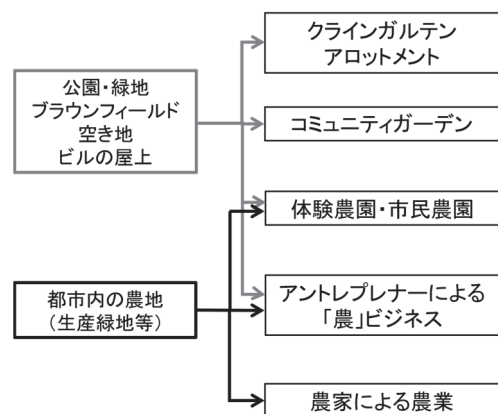 公園・緑地
ブラウンフィールド
空き地
ビルの屋上
都市内の農地
(生産緑地等)
クラインガルテン
アロットメント
コミュニティガーデン
体験農園・市民農園
アントレプレナーによる
「農」ビジネス
農家による農業